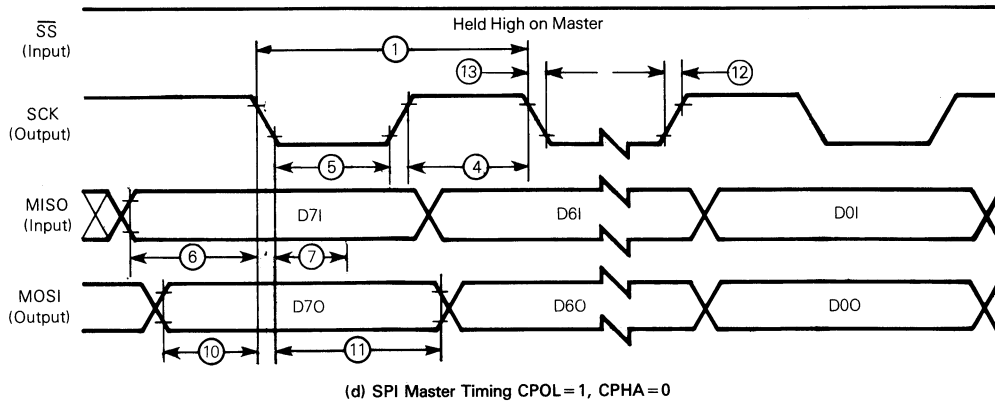 SS
(Input)
Held High on Master
1
13
12
SCK
(Output)
5
4
MISO
(Input)
D7I
D6I
D0I
6
7
MOSI
(Output)
D7O
D6O
D0O
10
11
(d) SPI Master Timing CPOL=1, CPHA=0